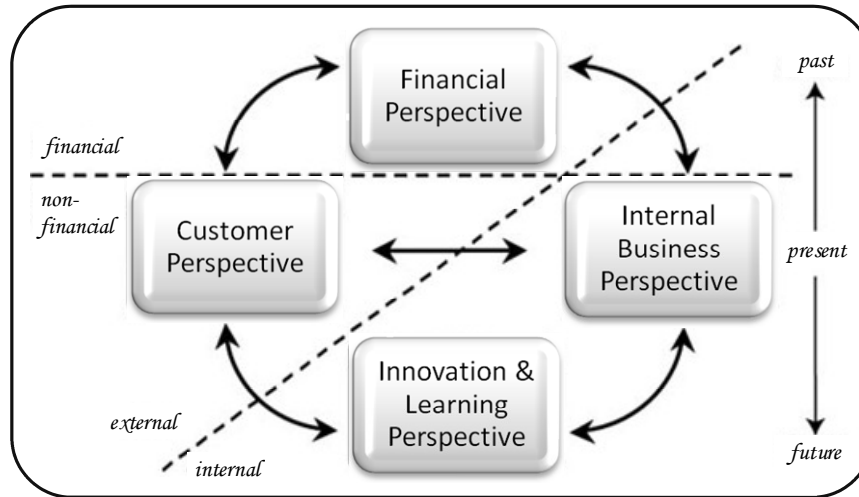 Financial
Perspective
past
financial
non-
financial
Customer
Perspective
Internal
Business
Perspective
present
Innovation &
Learning
Perspective
external
internal
future